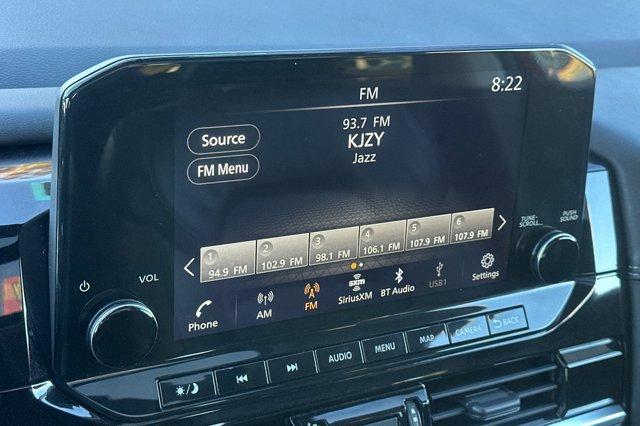 FM
8:22
Source
FM Menu
93.7 FM
KJZY
Jazz
TUNE-SCROLL
PUSH SOUND
VOL
1 94.9 FM
2 102.9 FM
3 98.1 FM
4 106.1 FM
5 107.9 FM
6 107.9 FM
Phone
AM
FM
sxm
SiriusXM
BT Audio
USB1
Settings
AUDIO
MENU
MAP
CAMERA
BACK